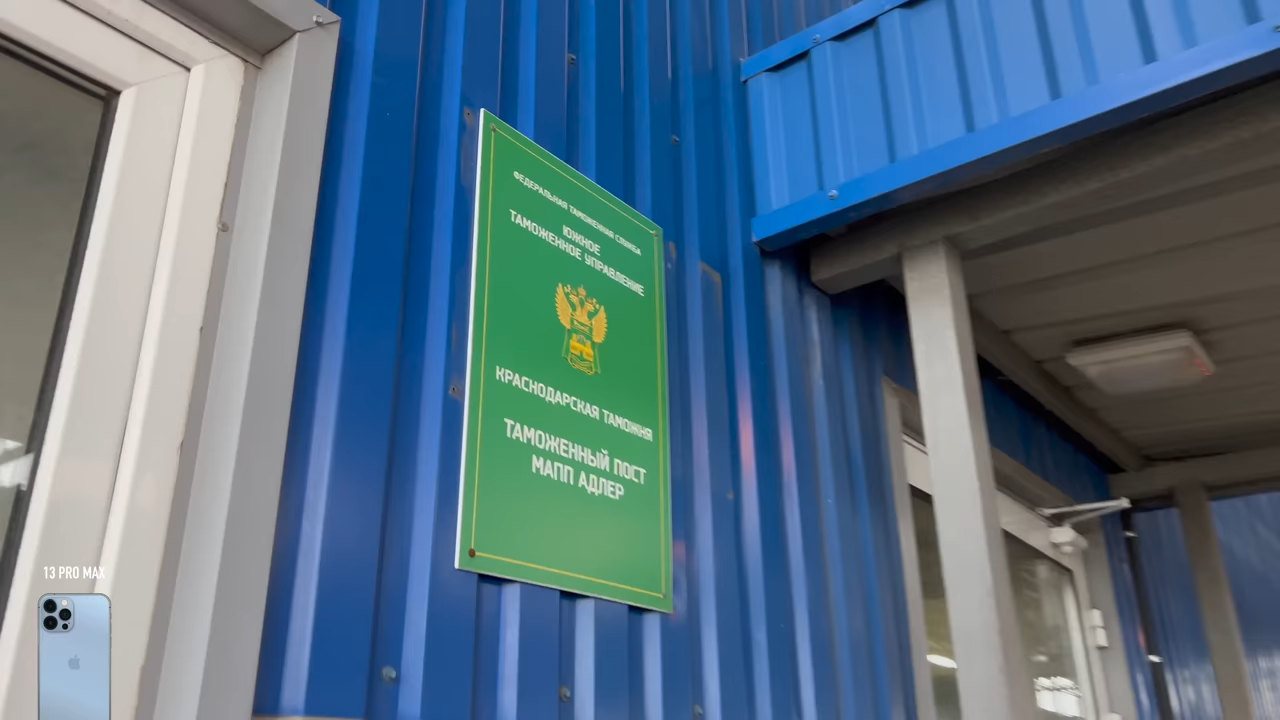 ФЕДЕРАЛЬНАЯ ТАМОЖЕННАЯ СЛУЖБА
ЮЖНОЕ
ТАМОЖЕННОЕ УПРАВЛЕНИЕ
КРАСНОДАРСКАЯ ТАМОЖНЯ
ТАМОЖЕННЫЙ ПОСТ
МАПП АДЛЕР
13 PRO MAX